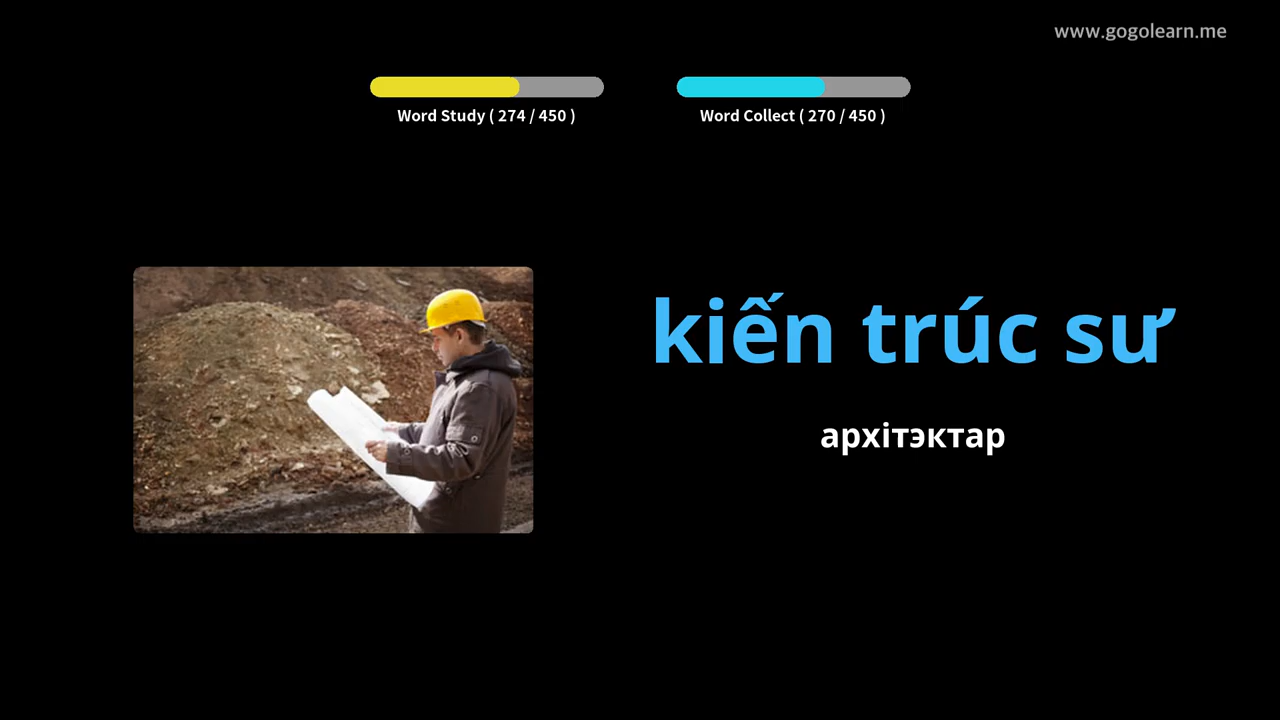 www.gogolearn.me
Word Study ( 274 / 450 )
Word Collect ( 270 / 450 )
kiến trúc sư
архітэктар